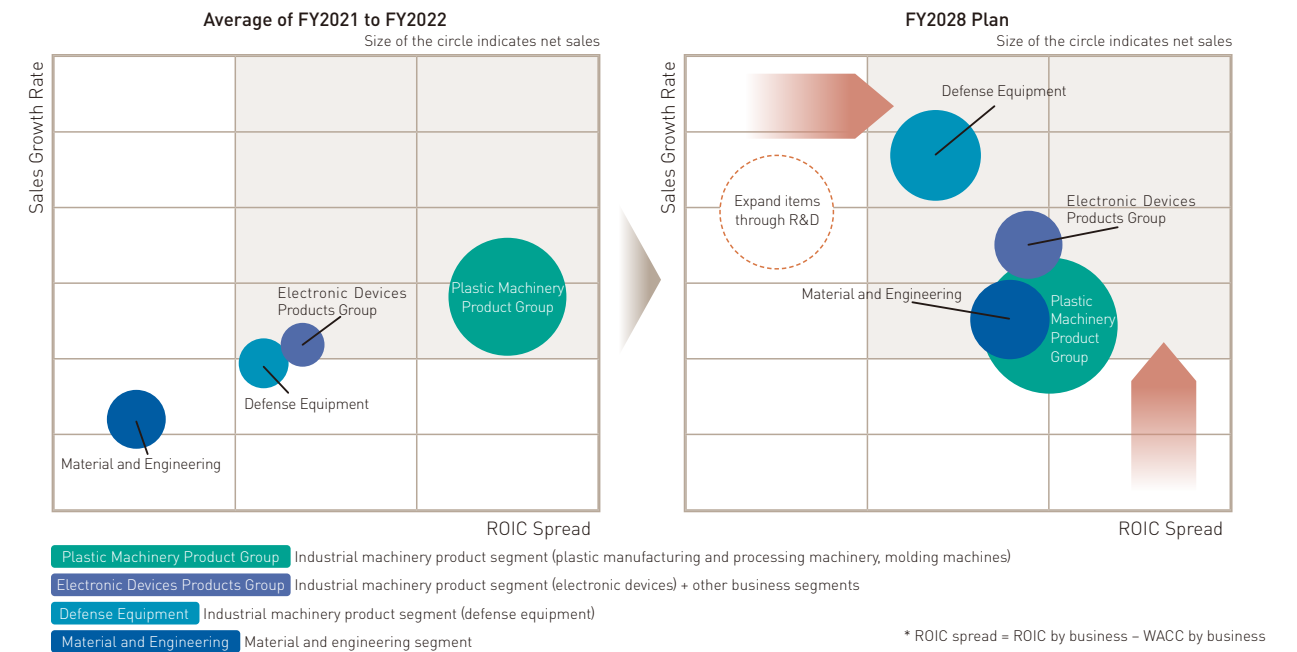 Average of FY2021 to FY2022
Size of the circle indicates net sales
Sales Growth Rate
Electronic Devices
Products Group
Plastic Machinery
Product Group
Defense Equipment
Material and Engineering
ROIC Spread
FY2028 Plan
Size of the circle indicates net sales
Sales Growth Rate
Defense Equipment
Expand items
through R&D
Electronic Devices
Products Group
Material and Engineering
Plastic
Machinery
Product
Group
ROIC Spread
Plastic Machinery Product Group Industrial machinery product segment (plastic manufacturing and processing machinery, molding machines)
Electronic Devices Products Group Industrial machinery product segment (electronic devices) + other business segments
Defense Equipment Industrial machinery product segment (defense equipment)
Material and Engineering Material and engineering segment
* ROIC spread = ROIC by business – WACC by business